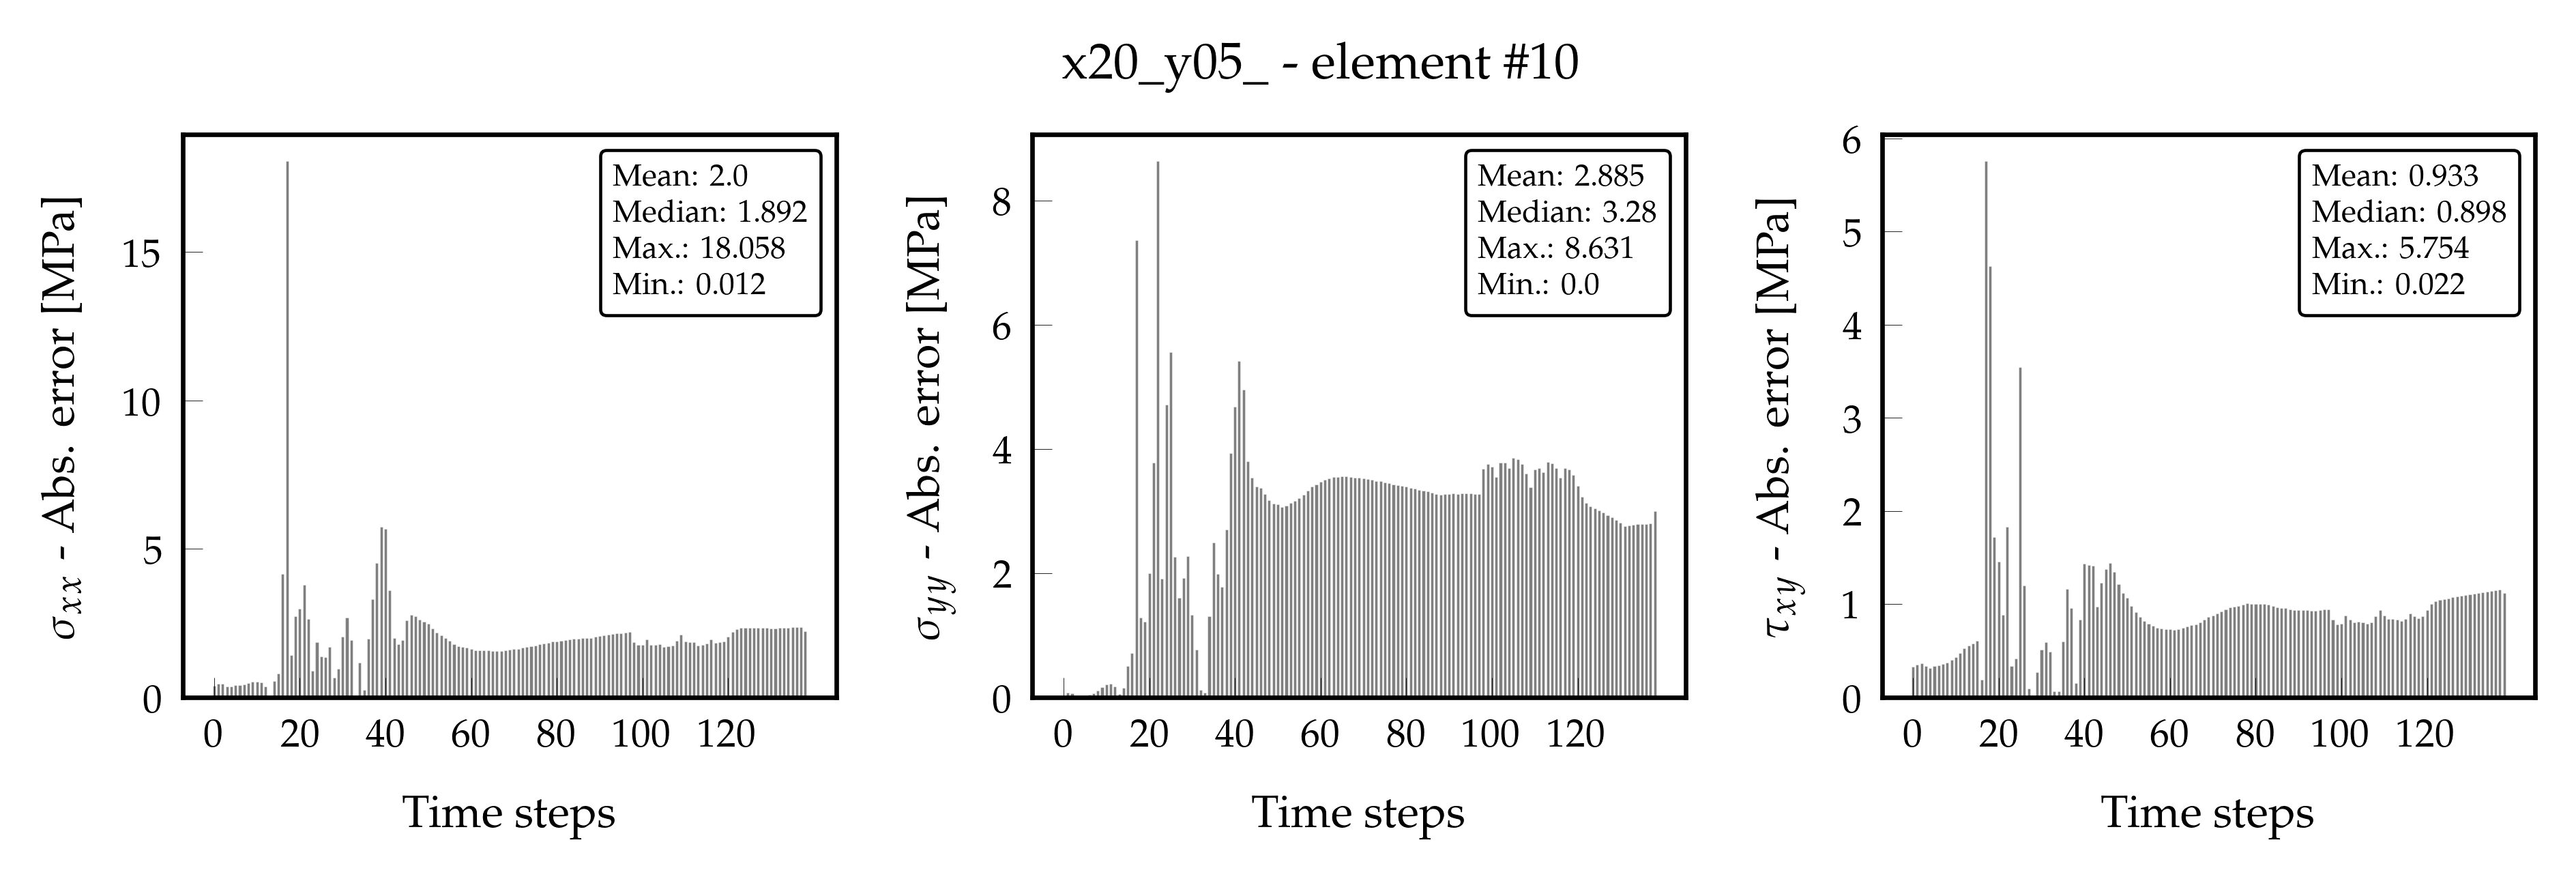 x20_y05_ - element #10
σxx - Abs. error [MPa]
15
10
5
0
Mean: 2.0
Median: 1.892
Max.: 18.058
Min.: 0.012
0 20 40 60 80 100 120
Time steps
σyy - Abs. error [MPa]
8
6
4
2
0
Mean: 2.885
Median: 3.28
Max.: 8.631
Min.: 0.0
0 20 40 60 80 100 120
Time steps
τxy - Abs. error [MPa]
6
5
4
3
2
1
0
Mean: 0.933
Median: 0.898
Max.: 5.754
Min.: 0.022
0 20 40 60 80 100 120
Time steps